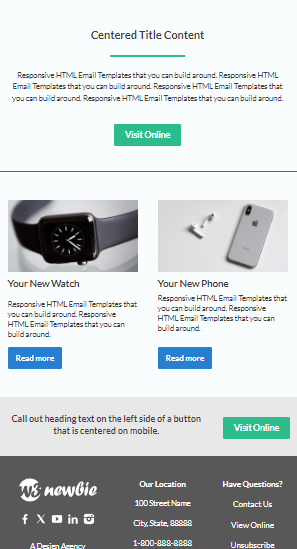 Centered Title Content
Responsive HTML Email Templates that you can build around. Responsive HTML
Email Templates that you can build around. Responsive HTML Email Templates that
you can build around. Responsive HTML Email Templates that you can build around.
Visit Online
Your New Watch
Responsive HTML Email Templates that
you can build around. Responsive
HTML Email Templates that you can
build around.
Read more
Your New Phone
Responsive HTML Email Templates that
you can build around. Responsive
HTML Email Templates that you can
build around.
Read more
Call out heading text on the left side of a button
that is centered on mobile.
Visit Online
W3 newbie
A Design Agency
Our Location
100 Street Name
City, State, 88888
1-800-888-8888
Have Questions?
Contact Us
View Online
Unsubscribe